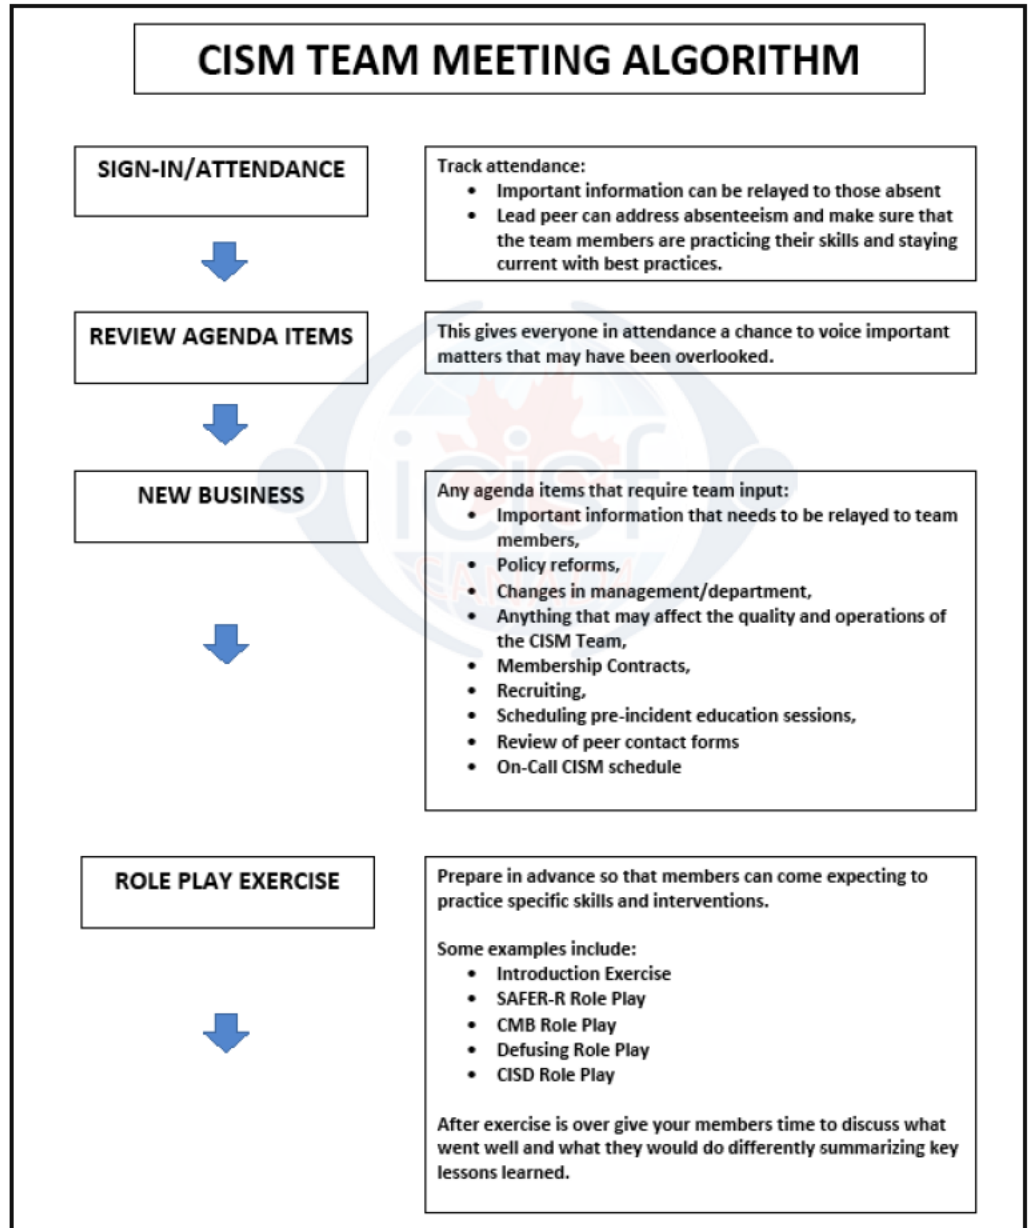 CISM TEAM MEETING ALGORITHM
SIGN-IN/ATTENDANCE
Track attendance:
• Important information can be relayed to those absent
• Lead peer can address absenteeism and make sure that
the team members are practicing their skills and staying
current with best practices.
REVIEW AGENDA ITEMS
This gives everyone in attendance a chance to voice important
matters that may have been overlooked.
NEW BUSINESS
Any agenda items that require team input:
• Important information that needs to be relayed to team
members,
• Policy reforms,
• Changes in management/department,
• Anything that may affect the quality and operations of
the CISM Team,
• Membership Contracts,
• Recruiting,
• Scheduling pre-incident education sessions,
• Review of peer contact forms
• On-Call CISM schedule
icisf
CANADA
ROLE PLAY EXERCISE
Prepare in advance so that members can come expecting to
practice specific skills and interventions.
Some examples include:
• Introduction Exercise
• SAFER-R Role Play
• CMB Role Play
• Defusing Role Play
• CISD Role Play
After exercise is over give your members time to discuss what
went well and what they would do differently summarizing key
lessons learned.